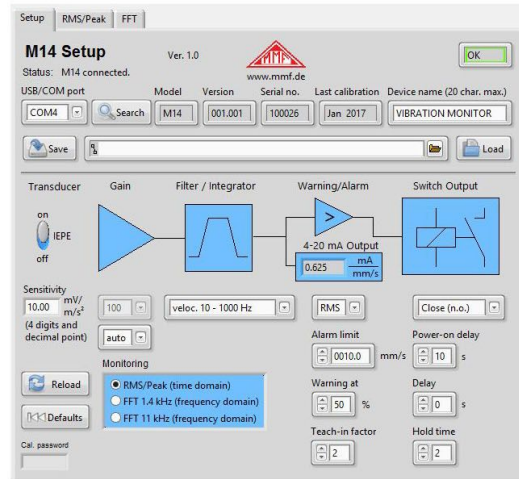 Setup RMS/Peak FFT
M14 Setup Ver. 1.0 MMF OK
Status: M14 connected. www.mmf.de
USB/COM port Model Version Serial no. Last calibration Device name (20 char. max.)
COM4 Search M14 001.001 100026 Jan 2017 VIBRATION MONITOR
Save Load
Transducer Gain Filter / Integrator Warning/Alarm Switch Output
on
IEPE >
off
4-20 mA Output
0.625 mA
mm/s
Sensitivity
10.00 mV/
m/s² 100 veloc. 10 - 1000 Hz RMS Close (n.o.)
(4 digits and
decimal point) auto
Alarm limit Power-on delay
0010.0 mm/s 10 s
Monitoring
Reload RMS/Peak (time domain)
FFT 1.4 kHz (frequency domain)
FFT 11 kHz (frequency domain)
Warning at Delay
Defaults 50 % 0 s
Teach-in factor Hold time
Cal. password 2 2